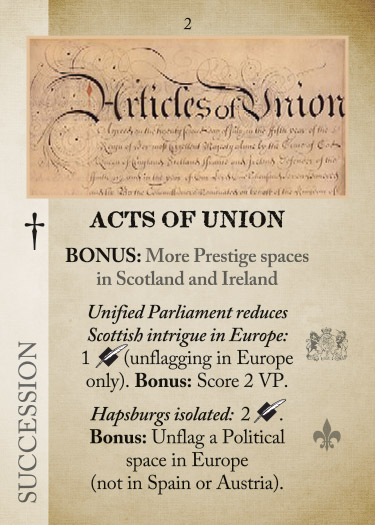 2
Articles of Union
ACTS OF UNION
BONUS: More Prestige spaces
in Scotland and Ireland
Unified Parliament reduces
Scottish intrigue in Europe:
1 (unflagging in Europe
only). Bonus: Score 2 VP.
Hapsburgs isolated: 2 .
Bonus: Unflag a Political
space in Europe
(not in Spain or Austria).
SUCCESSION